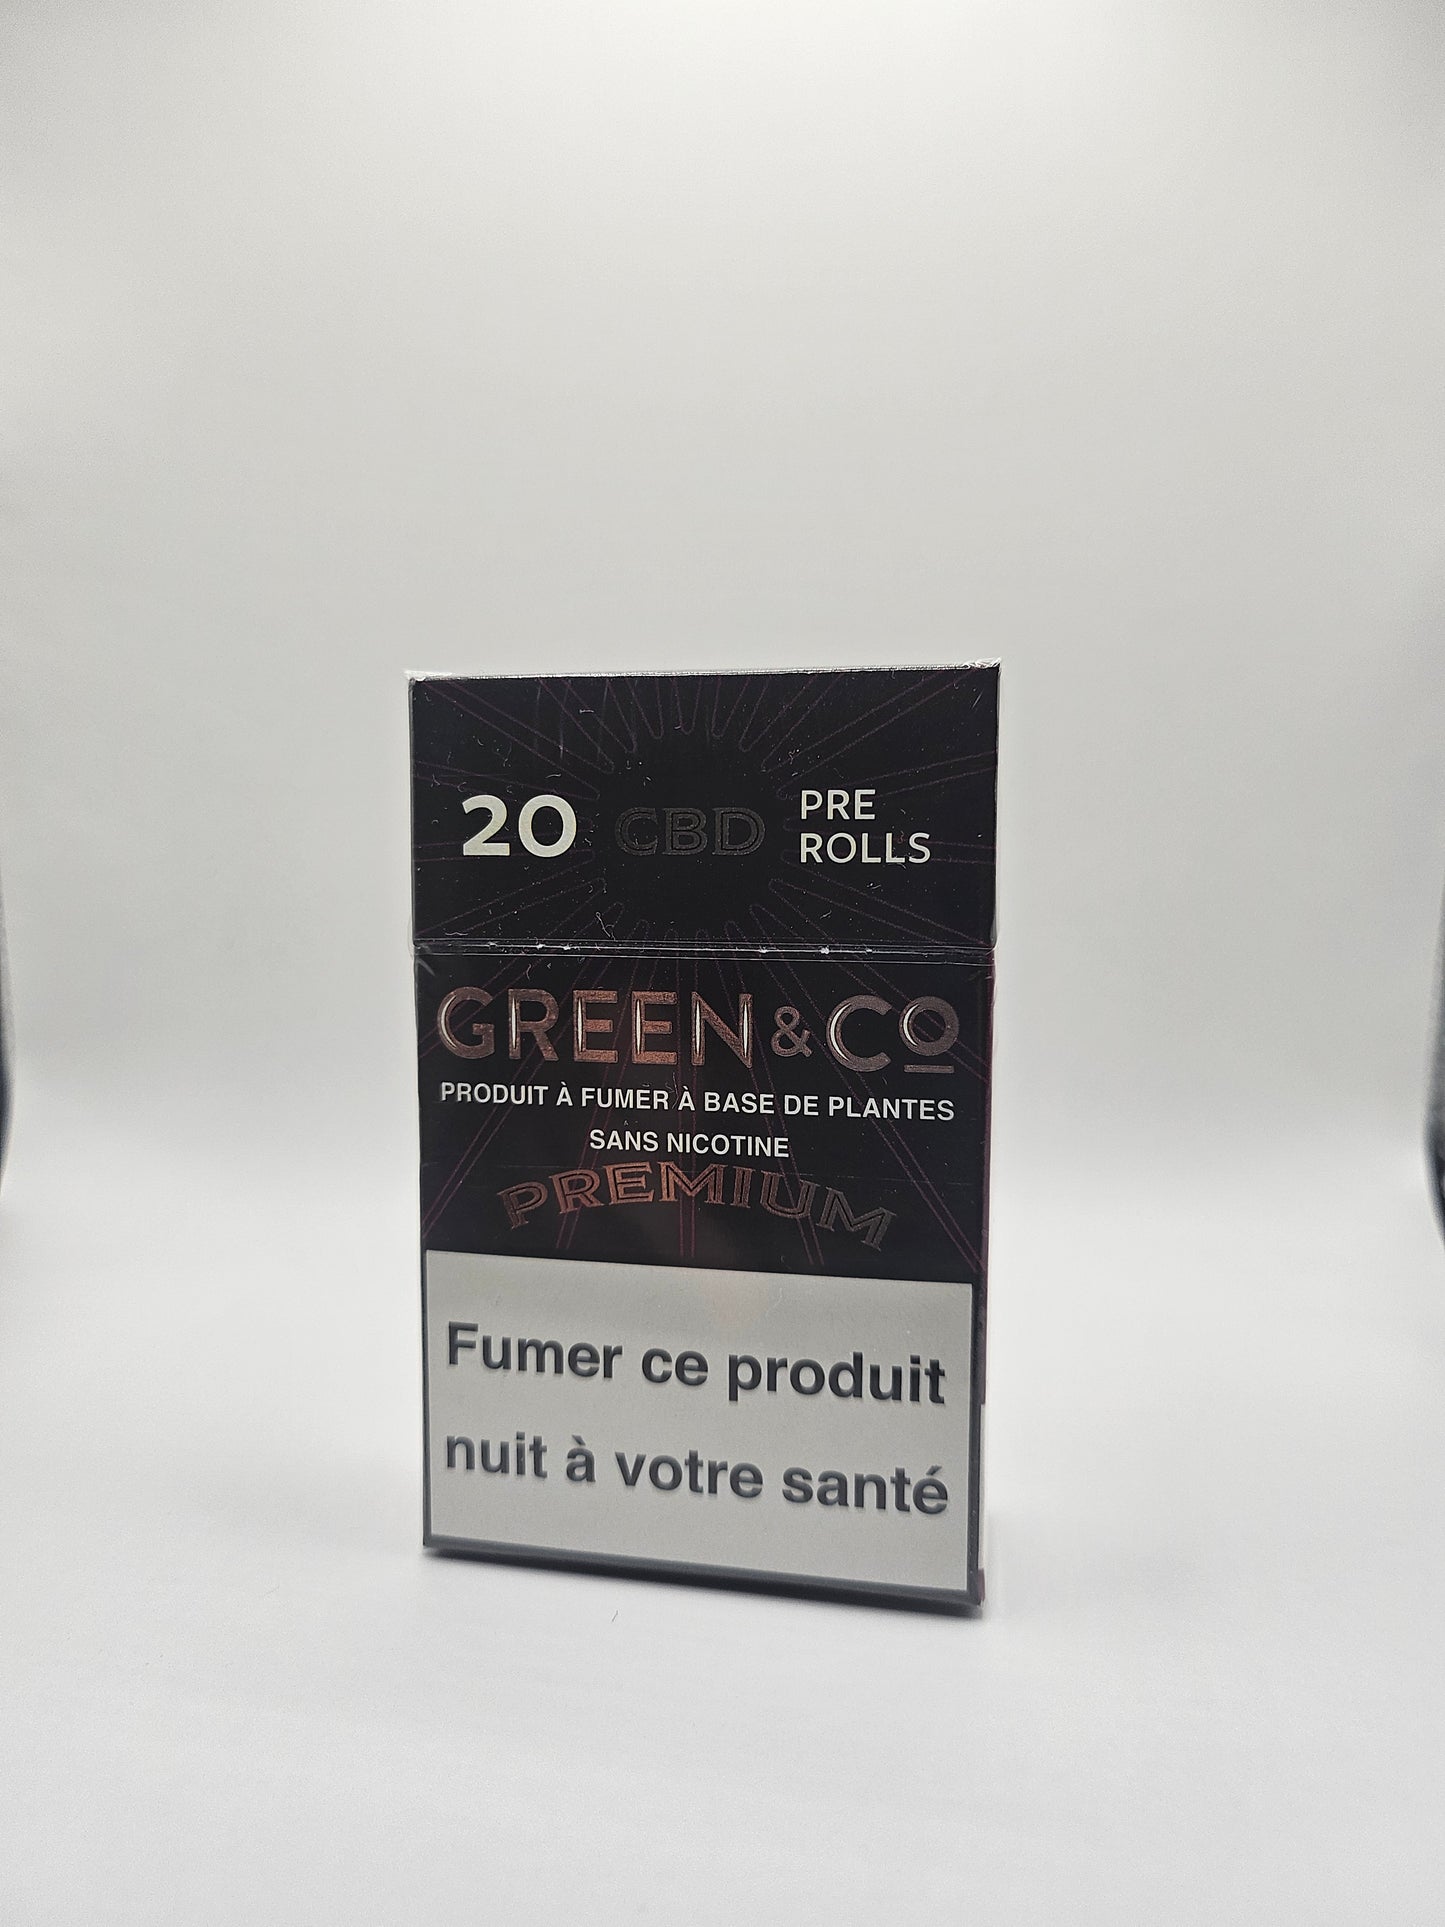 20 CBD PRE ROLLS
GREEN & Co
PRODUIT À FUMER À BASE DE PLANTES
SANS NICOTINE
PREMIUM
Fumer ce produit
nuit à votre santé